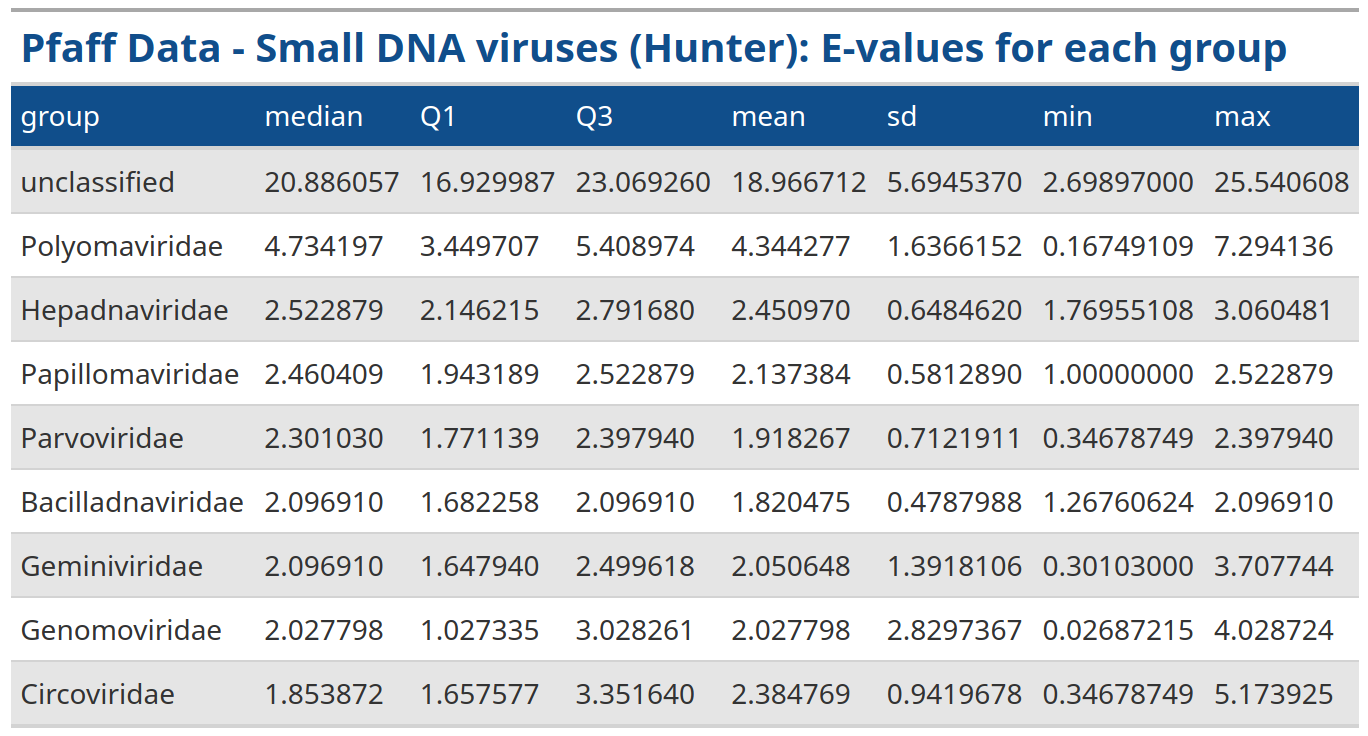 Pfaff Data - Small DNA viruses (Hunter): E-values for each group
group median Q1 Q3 mean sd min max
unclassified 20.886057 16.929987 23.069260 18.966712 5.6945370 2.69897000 25.540608
Polyomaviridae 4.734197 3.449707 5.408974 4.344277 1.6366152 0.16749109 7.294136
Hepadnaviridae 2.522879 2.146215 2.791680 2.450970 0.6484620 1.76955108 3.060481
Papillomaviridae 2.460409 1.943189 2.522879 2.137384 0.5812890 1.00000000 2.522879
Parvoviridae 2.301030 1.771139 2.397940 1.918267 0.7121911 0.34678749 2.397940
Bacilladnaviridae 2.096910 1.682258 2.096910 1.820475 0.4787988 1.26760624 2.096910
Geminiviridae 2.096910 1.647940 2.499618 2.050648 1.3918106 0.30103000 3.707744
Genomoviridae 2.027798 1.027335 3.028261 2.027798 2.8297367 0.02687215 4.028724
Circoviridae 1.853872 1.657577 3.351640 2.384769 0.9419678 0.34678749 5.173925